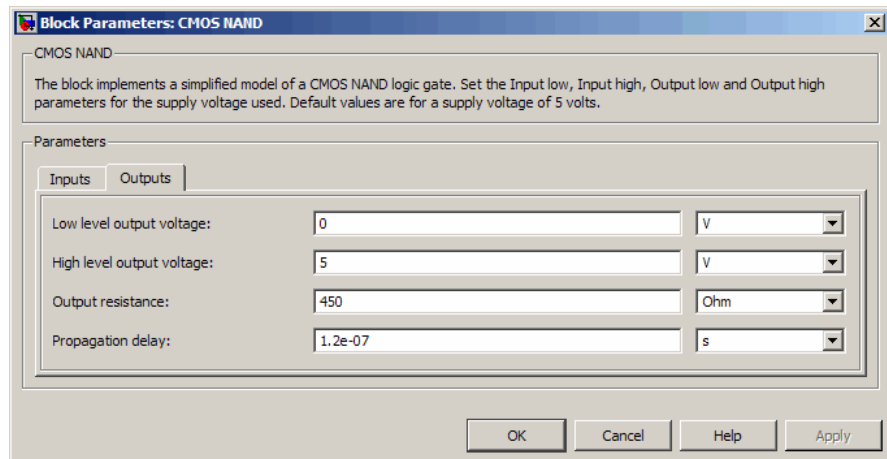 Block Parameters: CMOS NAND
CMOS NAND
The block implements a simplified model of a CMOS NAND logic gate. Set the Input low, Input high, Output low and Output high
parameters for the supply voltage used. Default values are for a supply voltage of 5 volts.
Parameters
Inputs Outputs
Low level output voltage: 0 V
High level output voltage: 5 V
Output resistance: 450 Ohm
Propagation delay: 1.2e-07 s
OK Cancel Help Apply